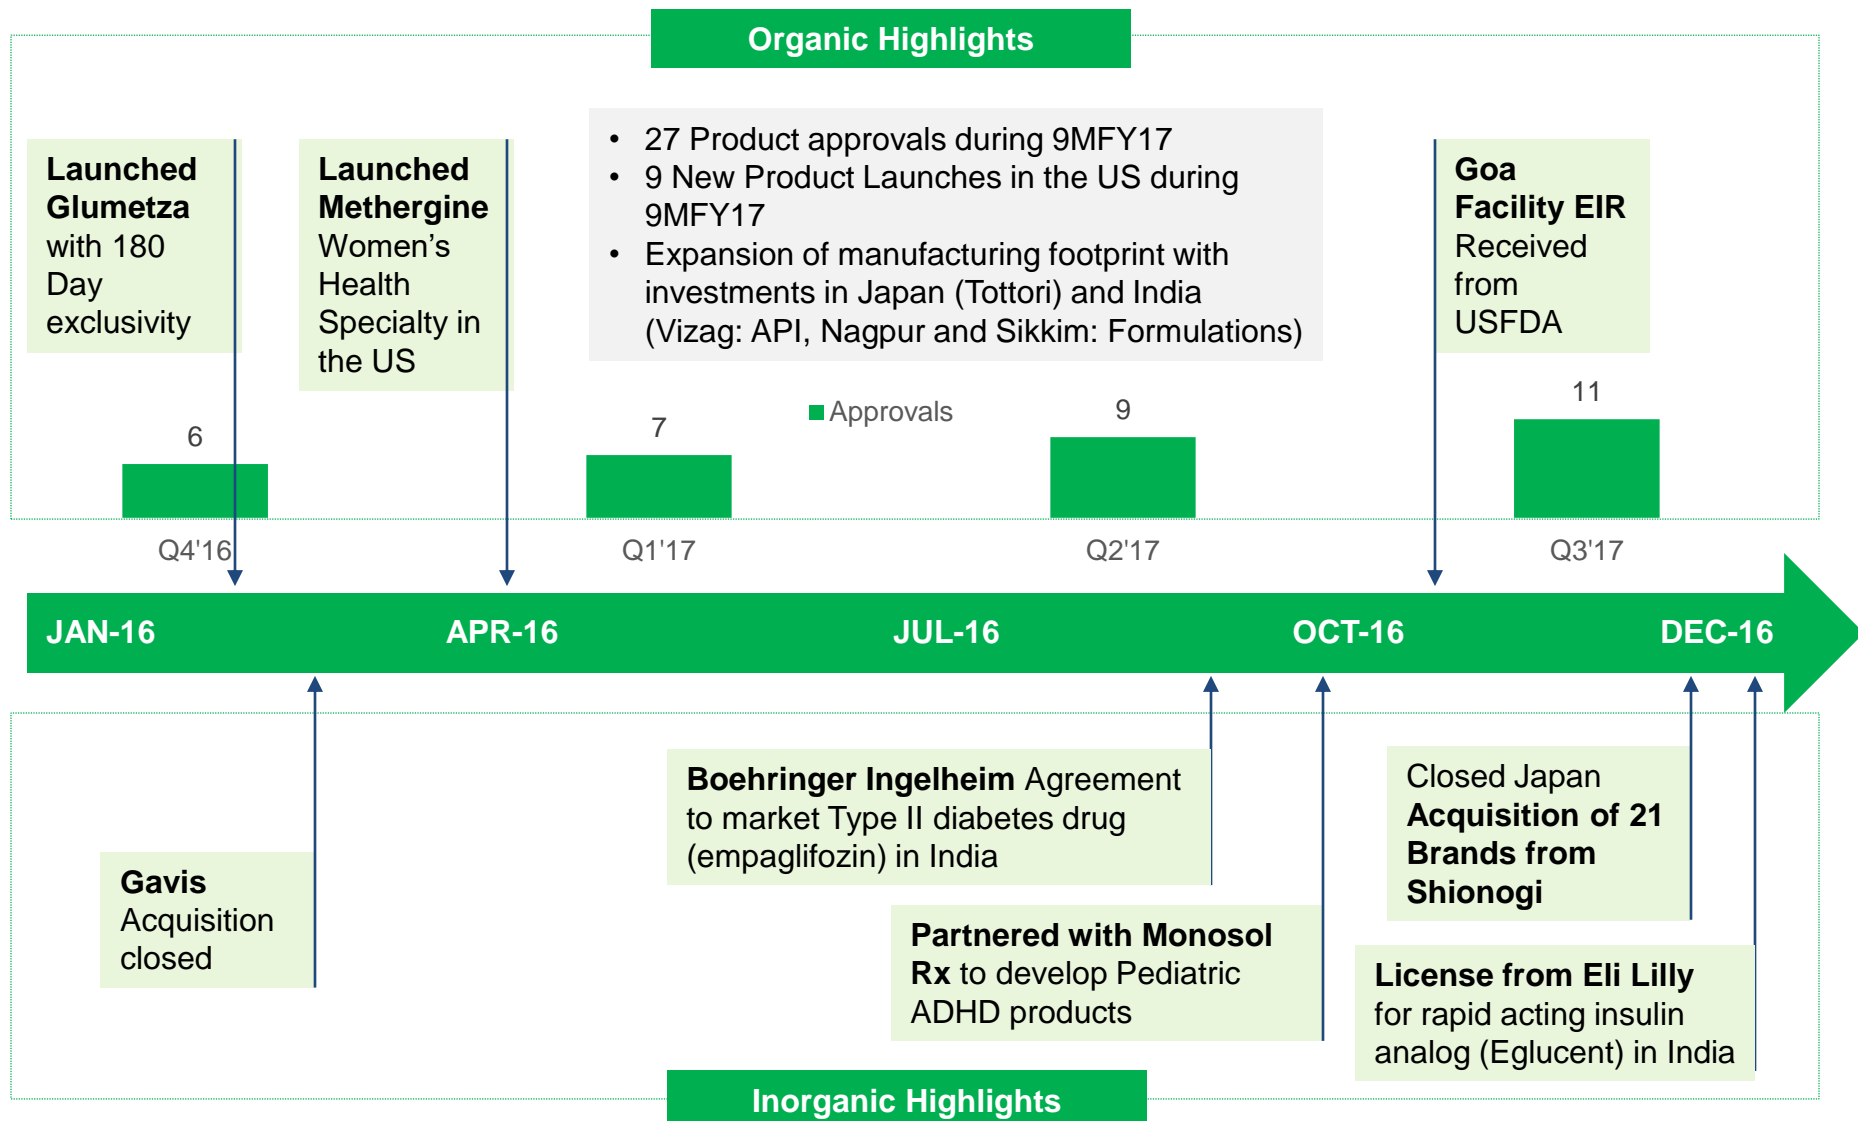 Organic Highlights
Launched
Glumetza
with 180
Day
exclusivity
Launched
Methergine
Women’s
Health
Specialty in
the US
• 27 Product approvals during 9MFY17
• 9 New Product Launches in the US during
9MFY17
• Expansion of manufacturing footprint with
investments in Japan (Tottori) and India
(Vizag: API, Nagpur and Sikkim: Formulations)
Goa
Facility EIR
Received
from
USFDA
Approvals
6
7
9
11
Q4'16
Q1'17
Q2'17
Q3'17
JAN-16
APR-16
JUL-16
OCT-16
DEC-16
Gavis
Acquisition
closed
Boehringer Ingelheim Agreement
to market Type II diabetes drug
(empaglifozin) in India
Partnered with Monosol
Rx to develop Pediatric
ADHD products
Closed Japan
Acquisition of 21
Brands from
Shionogi
License from Eli Lilly
for rapid acting insulin
analog (Eglucent) in India
Inorganic Highlights